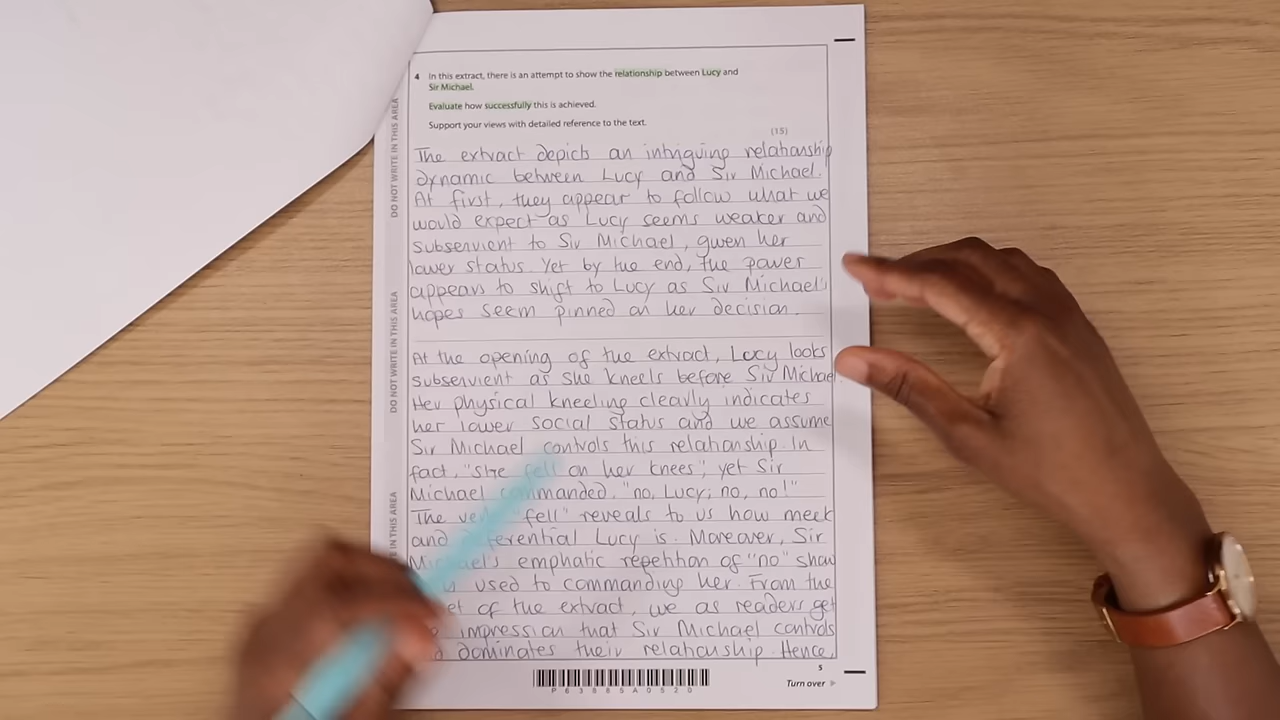 4 In this extract, there is an attempt to show the relationship between Lucy and
Sir Michael.
Evaluate how successfully this is achieved.
Support your views with detailed reference to the text.
(15)
The extract depicts an intriguing relationship
dynamic between Lucy and Sir Michael.
At first, they appear to follow what we
would expect as Lucy seems weaker and
subservient to Sir Michael, given her
lower status. Yet by the end, the power
appears to shift to Lucy as Sir Michael's
hopes seem pinned on her decision.
At the opening of the extract, Lucy looks
subservient as she kneels before Sir Michael.
Her physical kneeling clearly indicates
her lower social status and we assume
Sir Michael controls this relationship. In
fact, "she fell on her knees", yet Sir
Michael commanded, "no, Lucy; no, no!"
The "fell" reveals to us how meek
and deferential Lucy is. Moreover, Sir
Michael's emphatic repetition of "no" show
used to commanding her. From the
of the extract, we as readers get
impression that Sir Michael controls
dominates their relationship. Hence,
DO NOT WRITE IN THIS AREA
DO NOT WRITE IN THIS AREA
IN THIS AREA
P63885A0520
5
Turn over